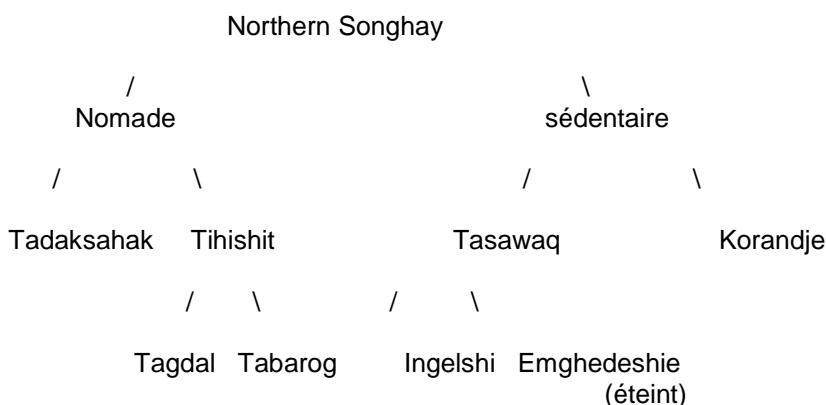 Northern Songhay
/ \
Nomade sédentaire
/ \ / \
Tadaksahak Tihishit Tasawaq Korandje
/ \ / \
Tagdal Tabarog Ingelshi Emghedeshie
(éteint)